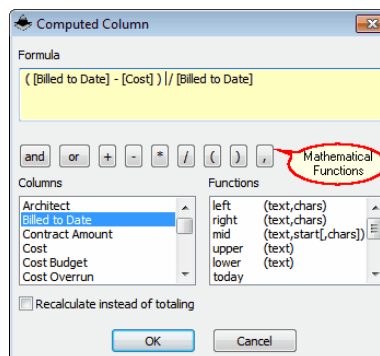 Computed Column
Formula
( [Billed to Date] - [Cost] ) / [Billed to Date]
and or + - * / ( ) ,
Mathematical
Functions
Columns
Architect
Billed to Date
Contract Amount
Cost
Cost Budget
Cost Overrun
Functions
left (text,chars)
right (text,chars)
mid (text,start[,chars])
upper (text)
lower (text)
today
Recalculate instead of totaling
OK Cancel